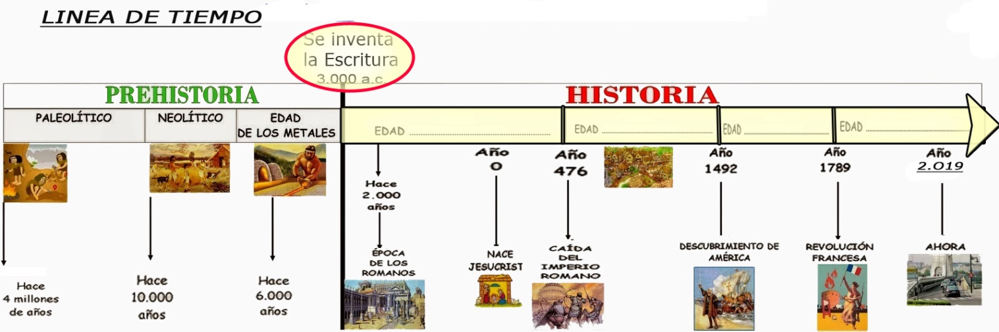 LINEA DE TIEMPO
Se inventa
la Escritura
3.000 a.c.
PREHISTORIA
HISTORIA
PALEOLÍTICO
NEOLÍTICO
EDAD
DE LOS METALES
EDAD ........................................
EDAD ........................................
EDAD ........................................
EDAD ........................................
Hace
4 millones
de años
Hace
10.000
años
Hace
6.000
años
Hace
2.000
años
ÉPOCA
DE LOS
ROMANOS
Año
0
NACE
JESUCRIST
Año
476
CAÍDA
DEL
IMPERIO
ROMANO
Año
1492
DESCUBRIMIENTO DE
AMÉRICA
Año
1789
REVOLUCIÓN
FRANCESA
Año
2.019
AHORA